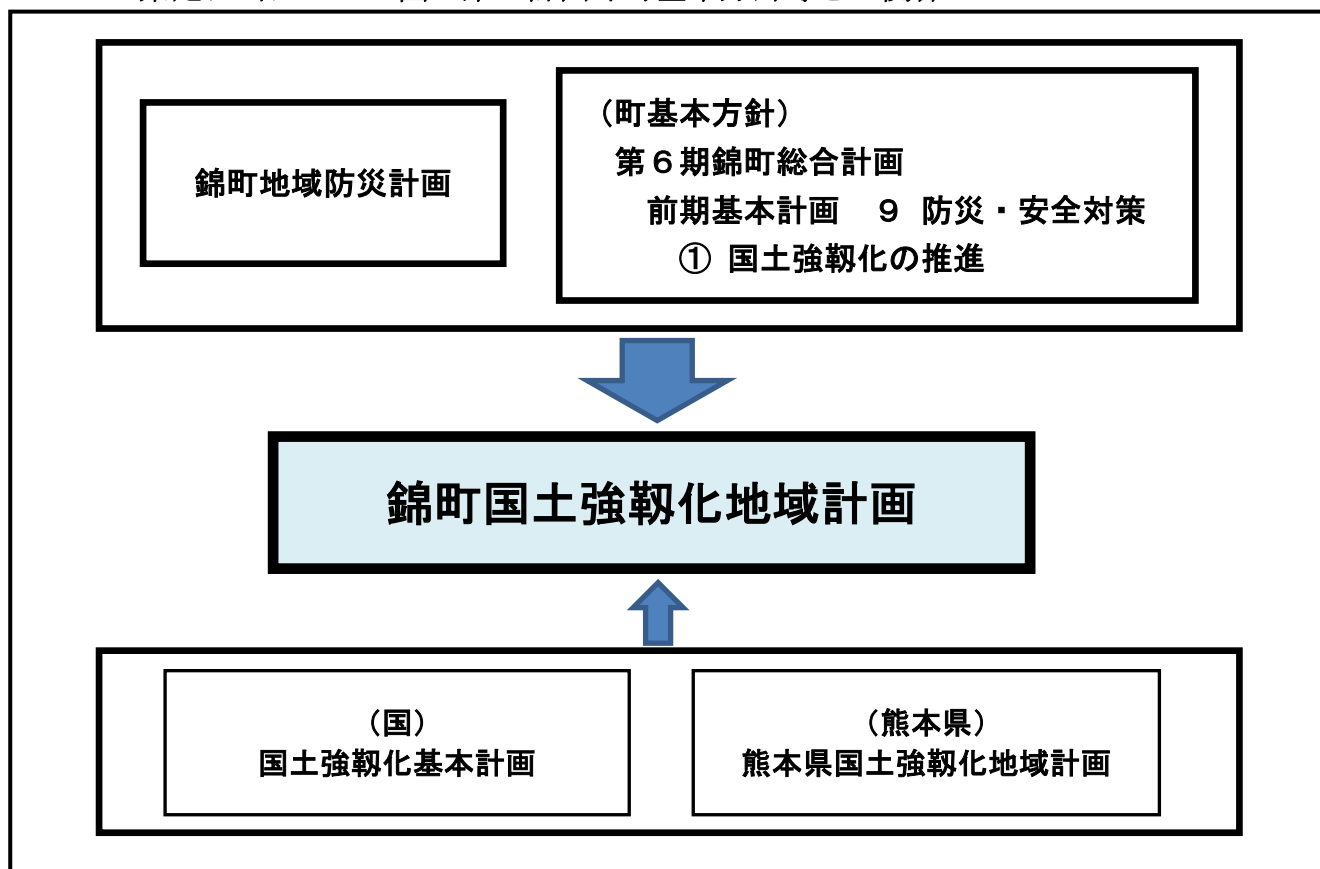 錦町地域防災計画
（町基本方針）
第６期錦町総合計画
前期基本計画　９ 防災・安全対策
① 国土強靱化の推進
錦町国土強靱化地域計画
（国）
国土強靱化基本計画
（熊本県）
熊本県国土強靱化地域計画